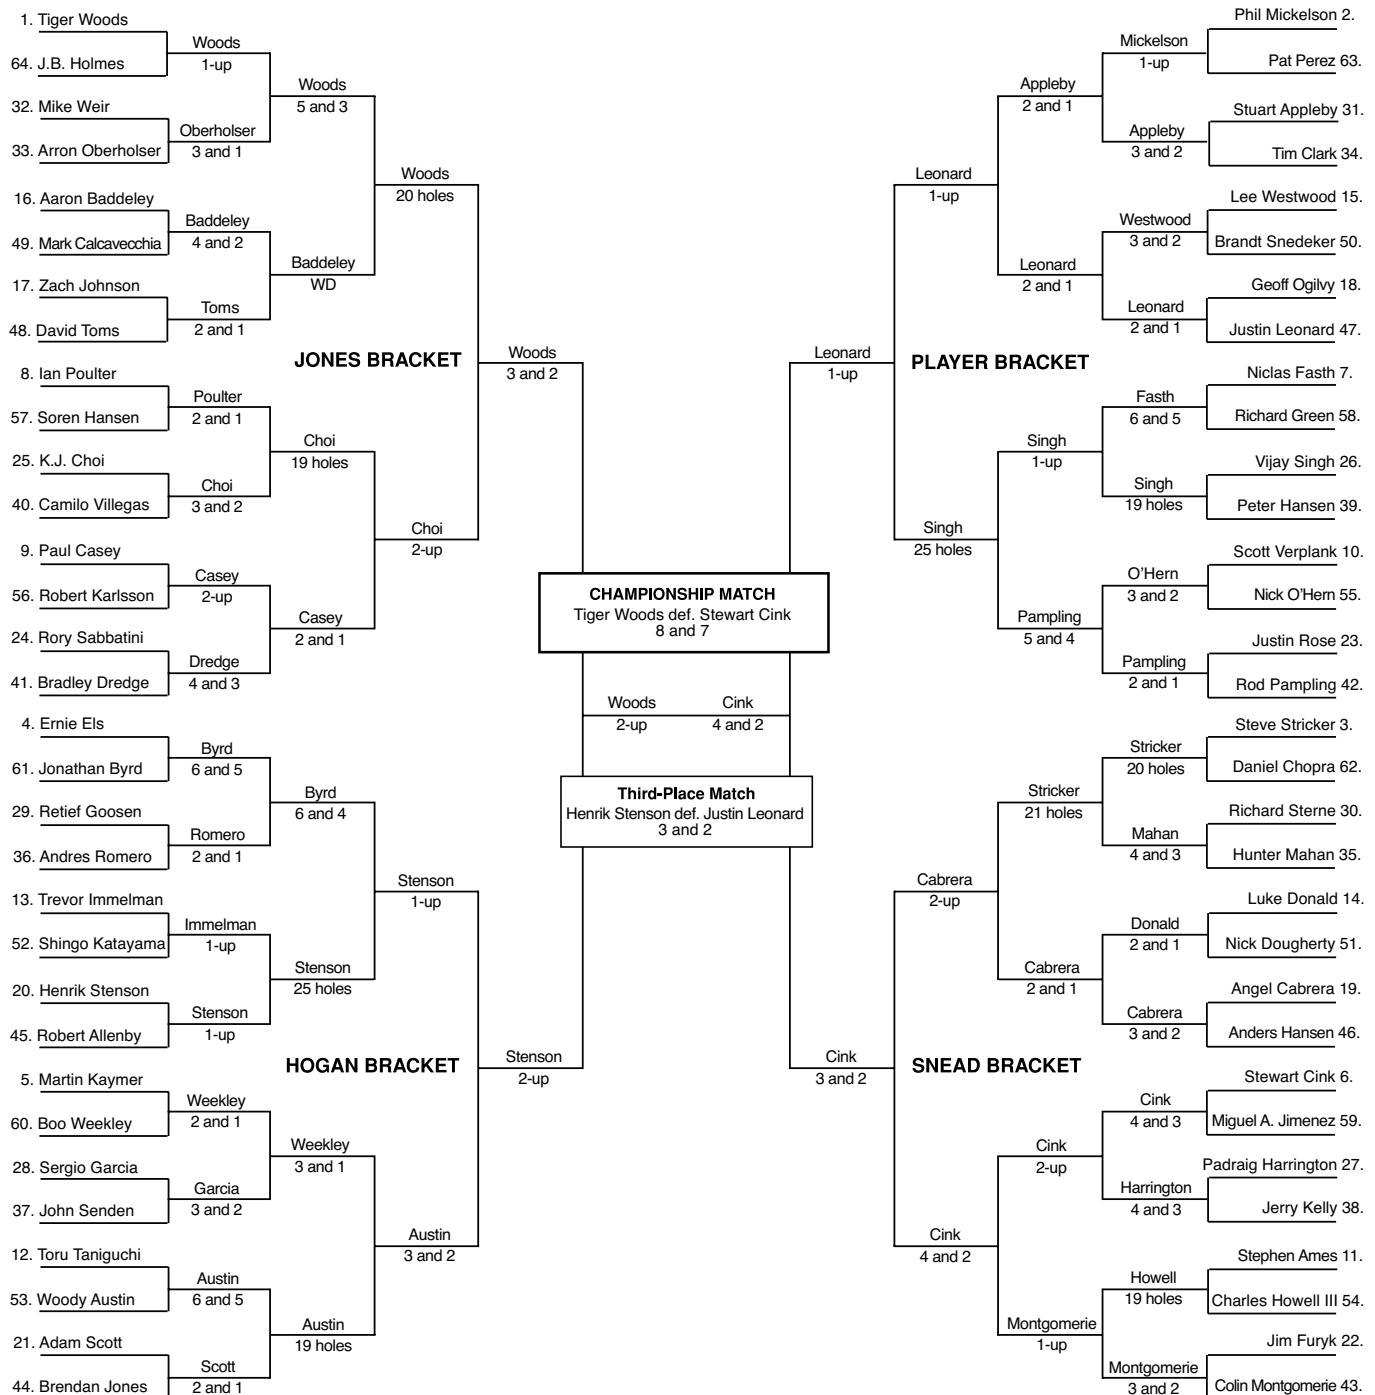 1. Tiger Woods
64. J.B. Holmes
32. Mike Weir
33. Arron Oberholser
16. Aaron Baddeley
49. Mark Calcavecchia
17. Zach Johnson
48. David Toms
8. Ian Poulter
57. Soren Hansen
25. K.J. Choi
40. Camilo Villegas
9. Paul Casey
56. Robert Karlsson
24. Rory Sabbatini
41. Bradley Dredge
Woods
1-up
Oberholser
3 and 1
Baddeley
4 and 2
Toms
2 and 1
Poulter
2 and 1
Choi
3 and 2
Casey
2-up
Dredge
4 and 3
Woods
5 and 3
Baddeley
WD
Choi
19 holes
Casey
2 and 1
Woods
20 holes
Choi
2-up
JONES BRACKET
Woods
3 and 2
4. Ernie Els
61. Jonathan Byrd
29. Retief Goosen
36. Andres Romero
13. Trevor Immelman
52. Shingo Katayama
20. Henrik Stenson
45. Robert Allenby
5. Martin Kaymer
60. Boo Weekley
28. Sergio Garcia
37. John Senden
12. Toru Taniguchi
53. Woody Austin
21. Adam Scott
44. Brendan Jones
Byrd
6 and 5
Romero
2 and 1
Immelman
1-up
Stenson
1-up
Weekley
2 and 1
Garcia
3 and 2
Austin
6 and 5
Scott
2 and 1
Byrd
6 and 4
Stenson
25 holes
Weekley
3 and 1
Austin
19 holes
Stenson
1-up
Austin
3 and 2
HOGAN BRACKET
Stenson
2-up
CHAMPIONSHIP MATCH
Tiger Woods def. Stewart Cink
8 and 7
Woods
2-up
Cink
4 and 2
Third-Place Match
Henrik Stenson def. Justin Leonard
3 and 2
Phil Mickelson 2.
Pat Perez 63.
Stuart Appleby 31.
Tim Clark 34.
Lee Westwood 15.
Brandt Snedeker 50.
Geoff Ogilvy 18.
Justin Leonard 47.
Niclas Fasth 7.
Richard Green 58.
Vijay Singh 26.
Peter Hansen 39.
Scott Verplank 10.
Nick O'Hern 55.
Justin Rose 23.
Rod Pampling 42.
Mickelson
1-up
Appleby
3 and 2
Westwood
3 and 2
Leonard
2 and 1
Fasth
6 and 5
Singh
19 holes
O'Hern
3 and 2
Pampling
2 and 1
Appleby
2 and 1
Leonard
2 and 1
Singh
1-up
Pampling
5 and 4
Leonard
1-up
Singh
25 holes
PLAYER BRACKET
Leonard
1-up
Steve Stricker 3.
Daniel Chopra 62.
Richard Sterne 30.
Hunter Mahan 35.
Luke Donald 14.
Nick Dougherty 51.
Angel Cabrera 19.
Anders Hansen 46.
Stewart Cink 6.
Miguel A. Jimenez 59.
Padraig Harrington 27.
Jerry Kelly 38.
Stephen Ames 11.
Charles Howell III 54.
Jim Furyk 22.
Colin Montgomerie 43.
Stricker
20 holes
Mahan
4 and 3
Donald
2 and 1
Cabrera
3 and 2
Cink
4 and 3
Harrington
4 and 3
Howell
19 holes
Montgomerie
3 and 2
Stricker
21 holes
Cabrera
2 and 1
Cink
2-up
Montgomerie
1-up
Cabrera
2-up
Cink
4 and 2
SNEAD BRACKET
Cink
3 and 2